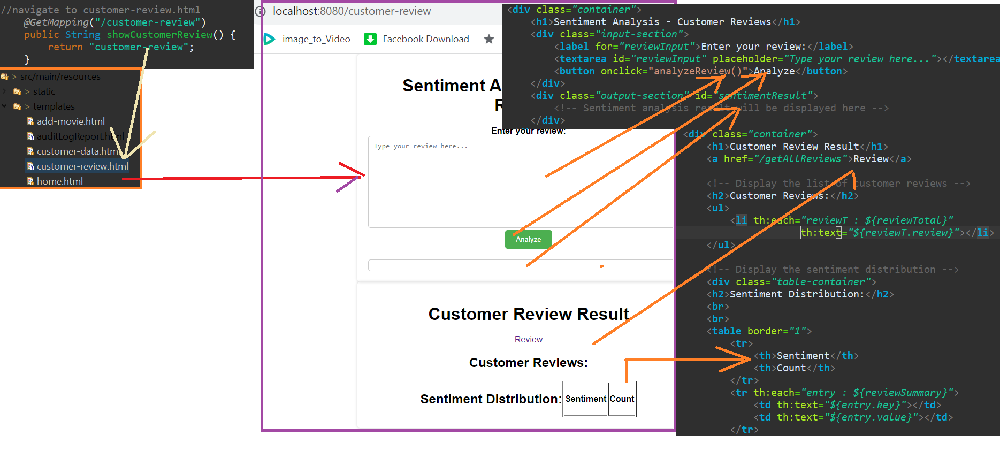 //navigate to customer-review.html
@GetMapping("/customer-review")
public String showCustomerReview() {
return "customer-review";
}
> src/main/resources
> static
> templates
add-movie.html
auditLogReport.html
customer-data.html
customer-review.html
home.html
localhost:8080/customer-review
image_to_Video
Facebook Download
Sentiment A
R
Enter your review:
Type your review here...
Analyze
Customer Review Result
Review
Customer Reviews:
Sentiment Distribution:
Sentiment Count
<div class="container">
<h1>Sentiment Analysis - Customer Reviews</h1>
<div class="input-section">
<label for="reviewInput">Enter your review:</label>
<textarea id="reviewInput" placeholder="Type your review here..."></textarea
<button onclick="analyzeReview()">Analyze</button>
</div>
<div class="output-section" id="sentimentResult">
<!-- Sentiment analysis result will be displayed here -->
</div>
<div class="container">
<h1>Customer Review Result</h1>
<a href="/getAllReviews">Review</a>
<!-- Display the list of customer reviews -->
<h2>Customer Reviews:</h2>
<ul>
<li th:each="reviewT : ${reviewTotal}"
th:text="${reviewT.review}"></li>
</ul>
<!-- Display the sentiment distribution -->
<div class="table-container">
<h2>Sentiment Distribution:</h2>
<br>
<br>
<table border="1">
<tr>
<th>Sentiment</th>
<th>Count</th>
</tr>
<tr th:each="entry : ${reviewSummary}">
<td th:text="${entry.key}"></td>
<td th:text="${entry.value}"></td>
</tr>